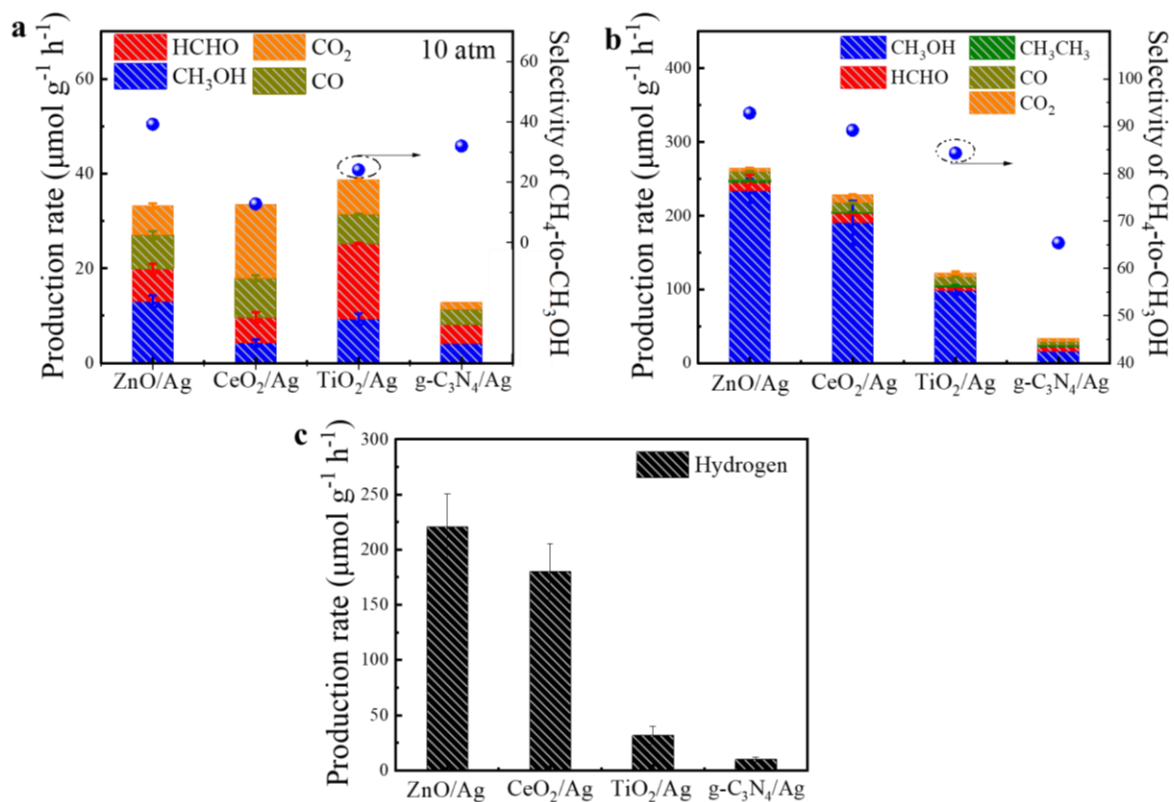 a
HCHO
CO₂
CH₃OH
CO
10 atm
Production rate (μmol g⁻¹ h⁻¹)
60
40
20
0
Selectivity of CH₄-to-CH₃OH
60
40
20
0
ZnO/Ag
CeO₂/Ag
TiO₂/Ag
g-C₃N₄/Ag
b
CH₃OH
CH₃CH₃
HCHO
CO
CO₂
Production rate (μmol g⁻¹ h⁻¹)
400
300
200
100
0
Selectivity of CH₄-to-CH₃OH
100
90
80
70
60
50
40
ZnO/Ag
CeO₂/Ag
TiO₂/Ag
g-C₃N₄/Ag
c
Hydrogen
Production rate (μmol g⁻¹ h⁻¹)
300
250
200
150
100
50
0
ZnO/Ag
CeO₂/Ag
TiO₂/Ag
g-C₃N₄/Ag